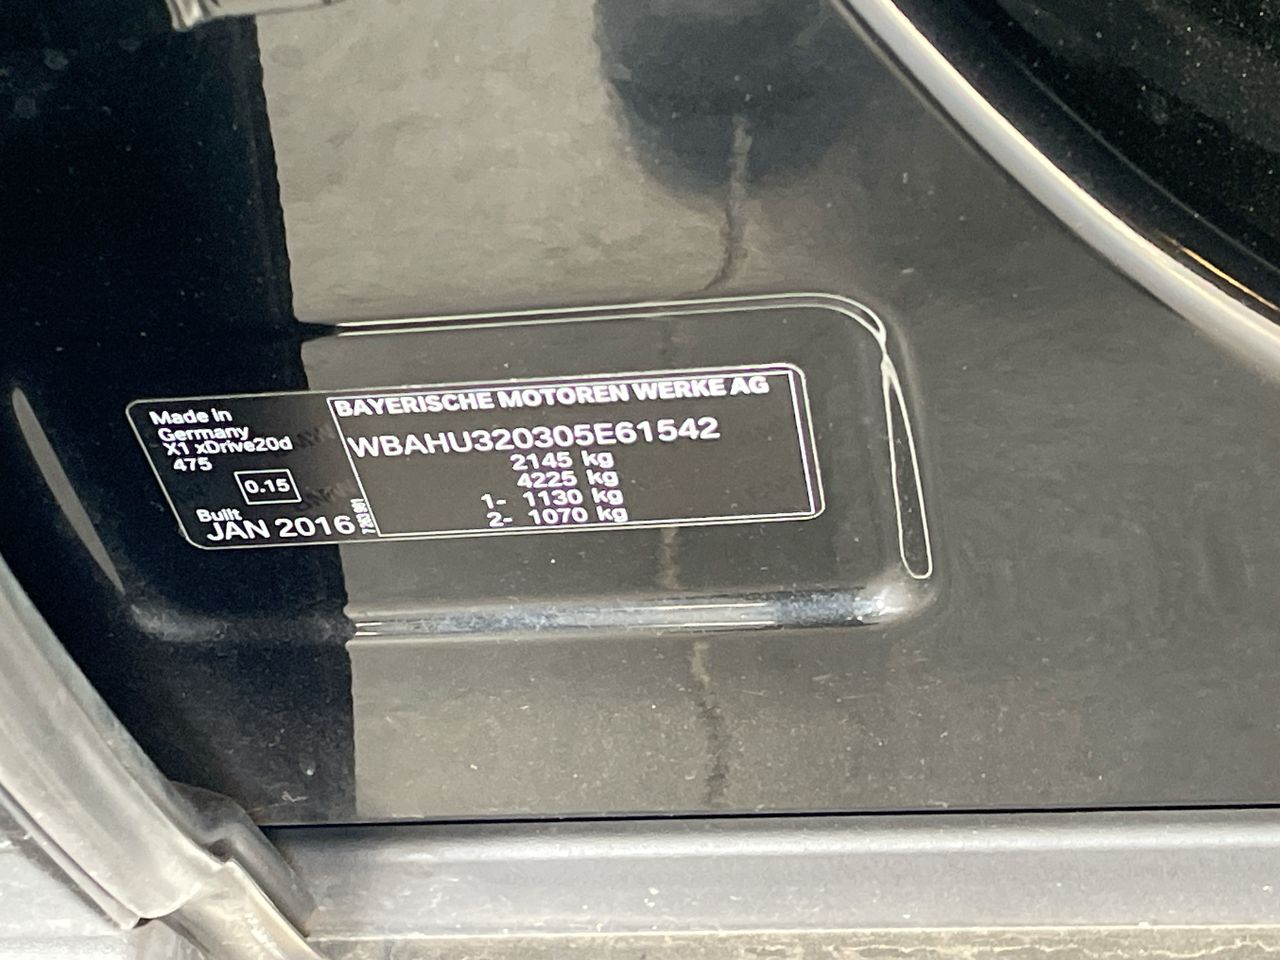 Made in
Germany
X1 xDrive20d
475
0.15
Built
JAN 2016
BAYERISCHE MOTOREN WERKE AG
WBAHU320305E61542
2145 kg
4225 kg
1- 1130 kg
2- 1070 kg